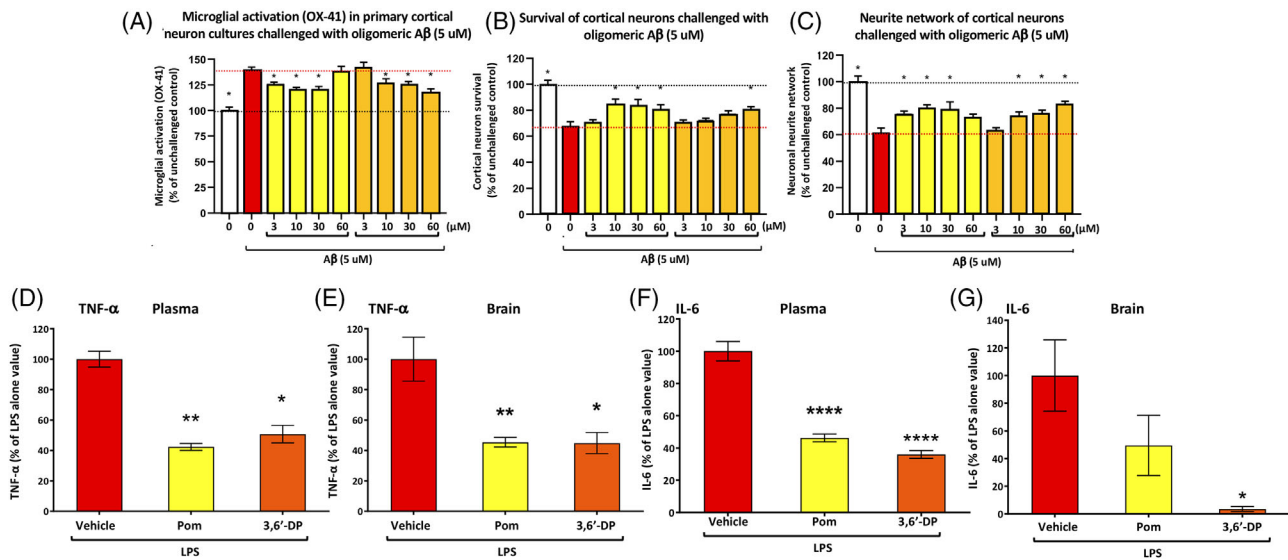 (A)
Microglial activation (OX-41) in primary cortical
neuron cultures challenged with oligomeric Aβ (5 uM)
Microglial activation (OX-41)
(% of unchallenged control)
150
125
100
75
50
25
0
* * * * * * *
0 0 3 10 30 60 3 10 30 60 (µM)
Aβ (5 uM)
(B)
Survival of cortical neurons challenged with
oligomeric Aβ (5 uM)
Cortical neuron survival
(% of unchallenged control)
120
100
80
60
40
20
0
* * * * *
0 0 3 10 30 60 3 10 30 60 (µM)
Aβ (5 uM)
(C)
Neurite network of cortical neurons
challenged with oligomeric Aβ (5 uM)
Neuronal neurite network
(% of unchallenged control)
120
100
80
60
40
20
0
* * * * * * *
0 0 3 10 30 60 3 10 30 60 (µM)
Aβ (5 uM)
(D)
TNF-α Plasma
TNF-α (% of LPS alone value)
120
100
80
60
40
20
0
** *
Vehicle Pom 3,6′-DP
LPS
(E)
TNF-α Brain
TNF-α (% of LPS alone value)
120
100
80
60
40
20
0
** *
Vehicle Pom 3,6′-DP
LPS
(F)
IL-6 Plasma
IL-6 (% of LPS alone value)
120
100
80
60
40
20
0
**** ****
Vehicle Pom 3,6′-DP
LPS
(G)
IL-6 Brain
IL-6 (% of LPS alone value)
140
120
100
80
60
40
20
0
*
Vehicle Pom 3,6′-DP
LPS